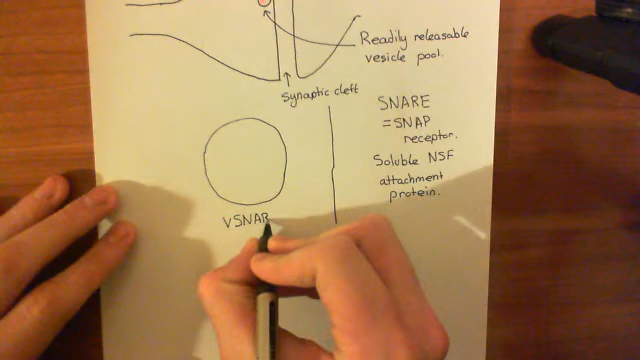 Readily releasable
vesicle pool.
Synaptic cleft
SNARE
= SNAP
receptor.
Soluble NSF
attachment
protein.
VSNAR